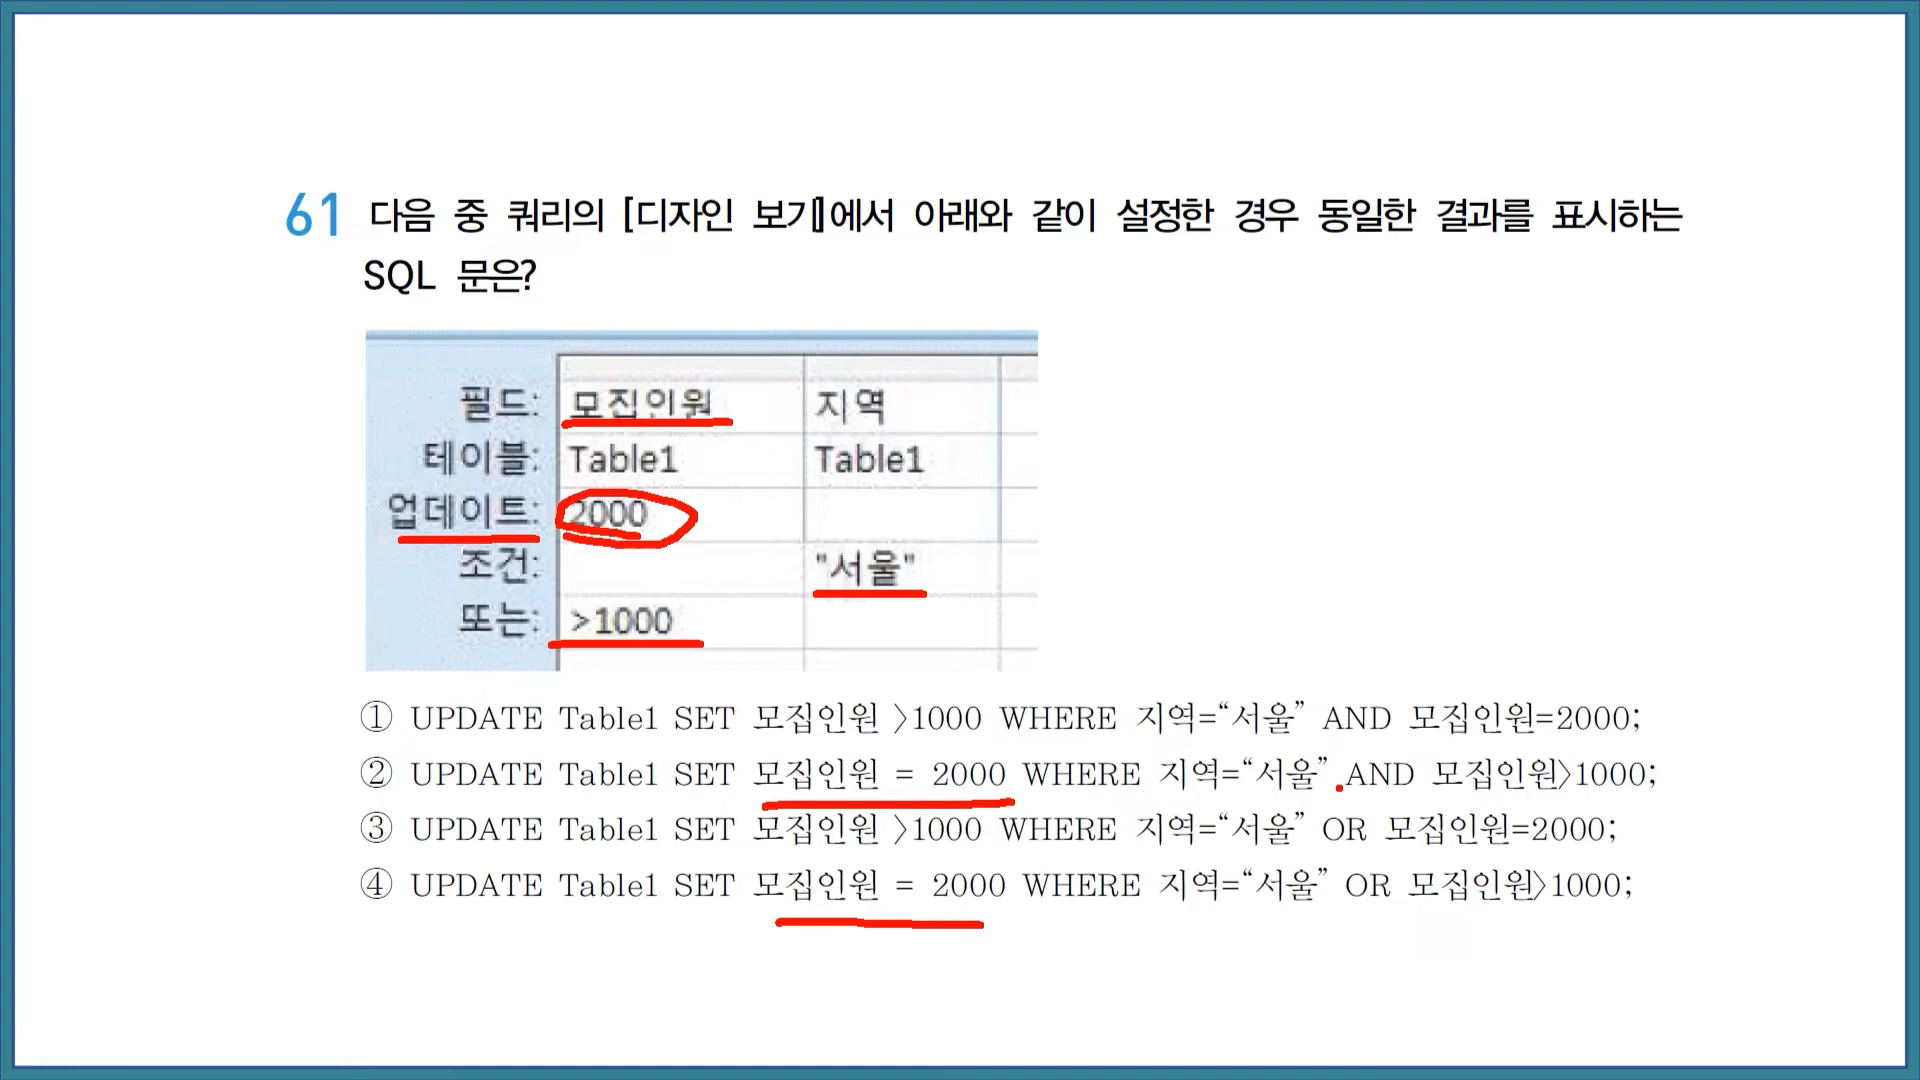 61 다음 중 쿼리의 [디자인 보기]에서 아래와 같이 설정한 경우 동일한 결과를 표시하는
SQL 문은?
필드: 모집인원 지역
테이블: Table1 Table1
업데이트: 2000
조건: "서울"
또는: >1000
① UPDATE Table1 SET 모집인원 >1000 WHERE 지역=“서울” AND 모집인원=2000;
② UPDATE Table1 SET 모집인원 = 2000 WHERE 지역=“서울” AND 모집인원>1000;
③ UPDATE Table1 SET 모집인원 >1000 WHERE 지역=“서울” OR 모집인원=2000;
④ UPDATE Table1 SET 모집인원 = 2000 WHERE 지역=“서울” OR 모집인원>1000;